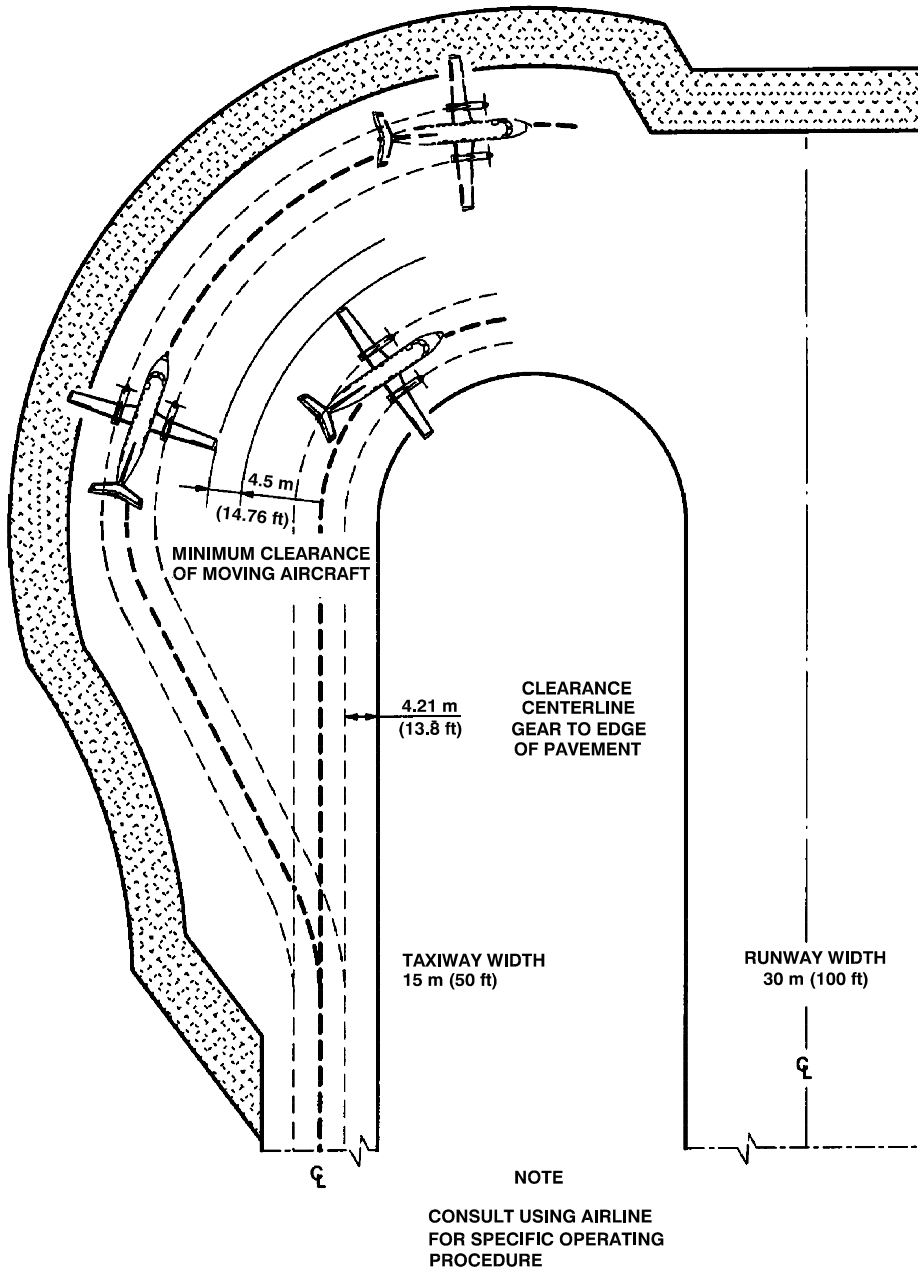 4.5 m
(14.76 ft)
MINIMUM CLEARANCE
OF MOVING AIRCRAFT
4.21 m
(13.8 ft)
CLEARANCE
CENTERLINE
GEAR TO EDGE
OF PAVEMENT
TAXIWAY WIDTH
15 m (50 ft)
RUNWAY WIDTH
30 m (100 ft)
℄
℄
NOTE
CONSULT USING AIRLINE
FOR SPECIFIC OPERATING
PROCEDURE